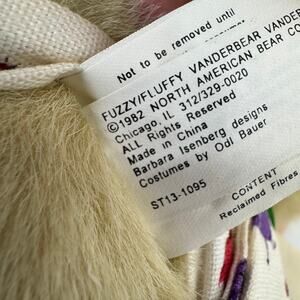 Not to be removed until
FUZZY/FLUFFY VANDERBEAR VANDER
©1982 NORTH AMERICAN BEAR CO
Chicago, IL 312/329-0020
ALL Rights Reserved
Made in China
Barbara Isenberg designs
Costumes by Odl Bauer
ST13-1095
CONTENT
Reclaimed Fibres